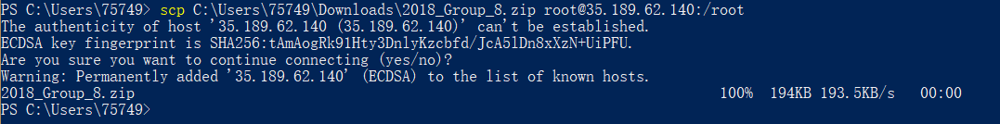 PS C:\Users\75749> scp C:\Users\75749\Downloads\2018_Group_8.zip root@35.189.62.140:/root
The authenticity of host '35.189.62.140 (35.189.62.140)' can't be established.
ECDSA key fingerprint is SHA256:tAmAogRk91Hty3DnlyKzcbfd/JcA5lDn8xXzN+UiPFU.
Are you sure you want to continue connecting (yes/no)?
Warning: Permanently added '35.189.62.140' (ECDSA) to the list of known hosts.
2018_Group_8.zip 100% 194KB 193.5KB/s 00:00
PS C:\Users\75749>